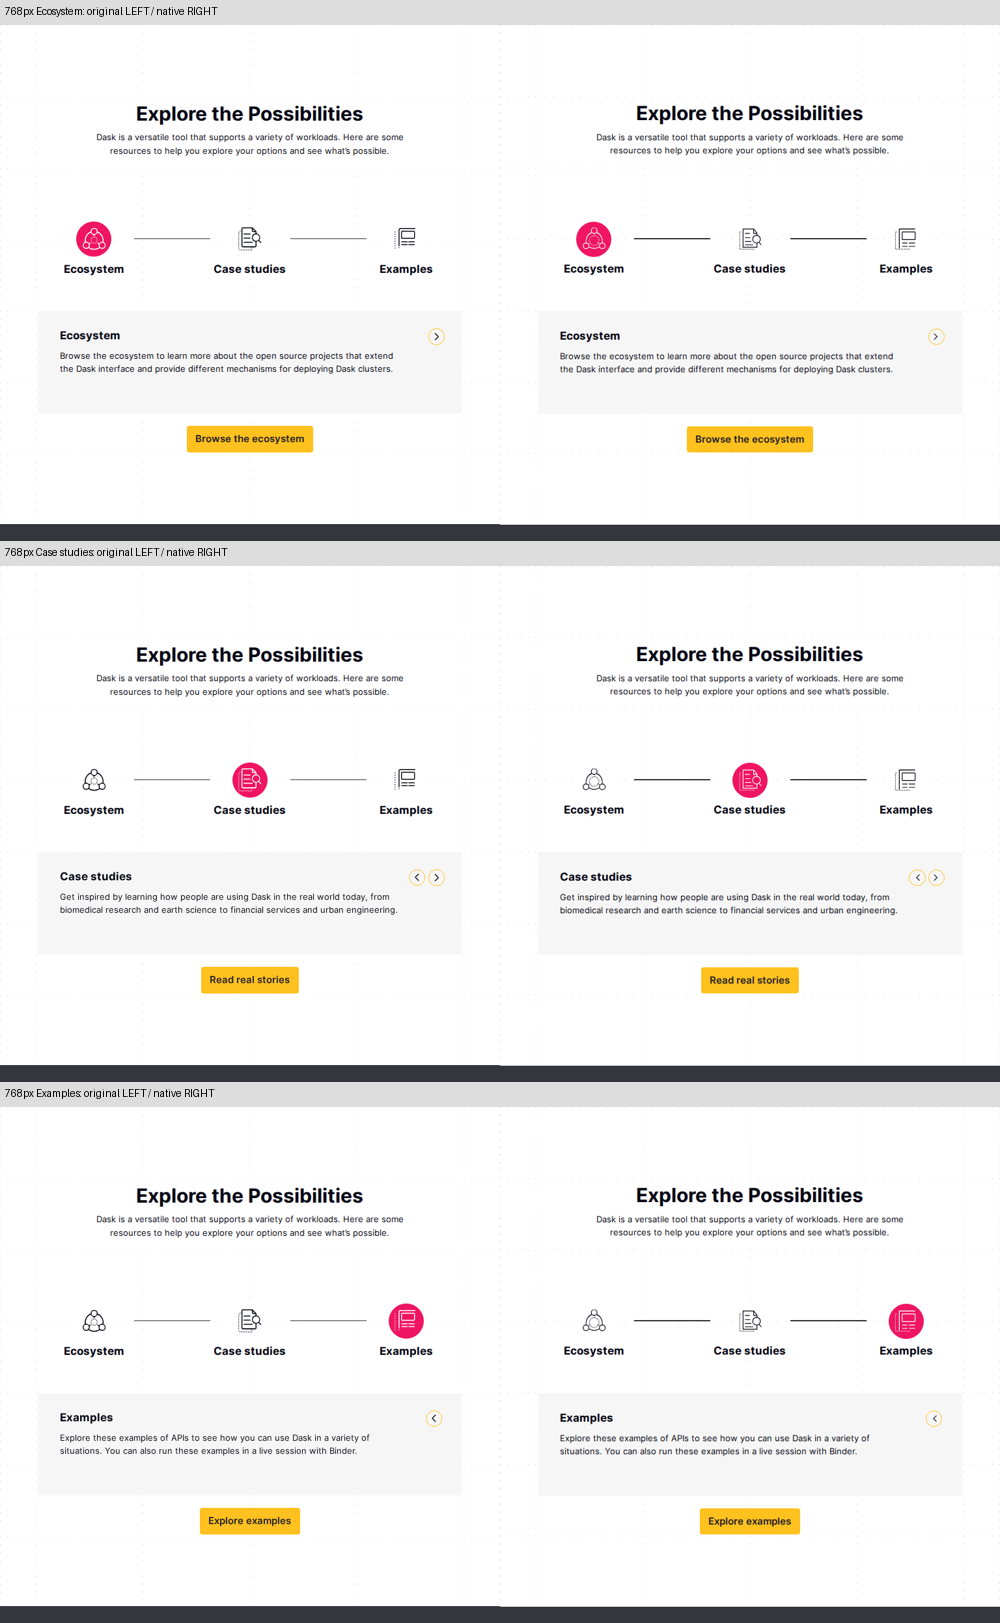 768px Ecosystem: original LEFT / native RIGHT
Explore the Possibilities
Dask is a versatile tool that supports a variety of workloads. Here are some
resources to help you explore your options and see what's possible.
Ecosystem
Case studies
Examples
Ecosystem
Browse the ecosystem to learn more about the open source projects that extend
the Dask interface and provide different mechanisms for deploying Dask clusters.
Browse the ecosystem
Explore the Possibilities
Dask is a versatile tool that supports a variety of workloads. Here are some
resources to help you explore your options and see what's possible.
Ecosystem
Case studies
Examples
Ecosystem
Browse the ecosystem to learn more about the open source projects that extend
the Dask interface and provide different mechanisms for deploying Dask clusters.
Browse the ecosystem
768px Case studies: original LEFT / native RIGHT
Explore the Possibilities
Dask is a versatile tool that supports a variety of workloads. Here are some
resources to help you explore your options and see what's possible.
Ecosystem
Case studies
Examples
Case studies
Get inspired by learning how people are using Dask in the real world today, from
biomedical research and earth science to financial services and urban engineering.
Read real stories
Explore the Possibilities
Dask is a versatile tool that supports a variety of workloads. Here are some
resources to help you explore your options and see what's possible.
Ecosystem
Case studies
Examples
Case studies
Get inspired by learning how people are using Dask in the real world today, from
biomedical research and earth science to financial services and urban engineering.
Read real stories
768px Examples: original LEFT / native RIGHT
Explore the Possibilities
Dask is a versatile tool that supports a variety of workloads. Here are some
resources to help you explore your options and see what's possible.
Ecosystem
Case studies
Examples
Examples
Explore these examples of APIs to see how you can use Dask in a variety of
situations. You can also run these examples in a live session with Binder.
Explore examples
Explore the Possibilities
Dask is a versatile tool that supports a variety of workloads. Here are some
resources to help you explore your options and see what's possible.
Ecosystem
Case studies
Examples
Examples
Explore these examples of APIs to see how you can use Dask in a variety of
situations. You can also run these examples in a live session with Binder.
Explore examples